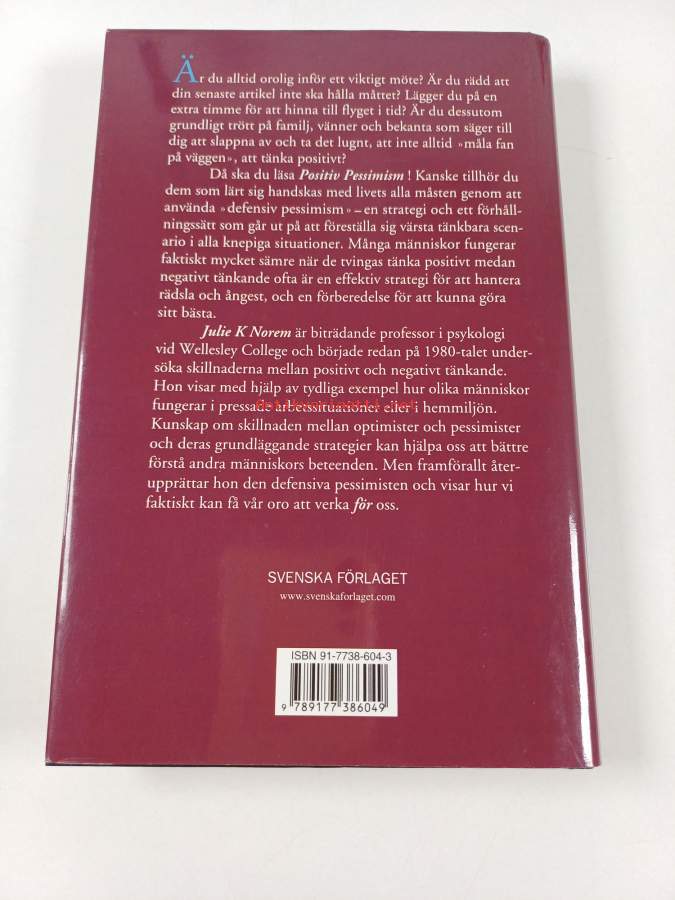 Är du alltid orolig inför ett viktigt möte? Är du rädd att
din senaste artikel inte ska hålla måttet? Lägger du på en
extra timme för att hinna till flyget i tid? Är du dessutom
grundligt trött på familj, vänner och bekanta som säger till
dig att slappna av och ta det lugnt, att inte alltid »måla fan
på väggen», att tänka positivt?
Då ska du läsa Positiv Pessimism! Kanske tillhör du
dem som lärt sig handskas med livets alla måsten genom att
använda »defensiv pessimism» – en strategi och ett förhåll-
ningssätt som går ut på att föreställa sig värsta tänkbara scen-
ario i alla knepiga situationer. Många människor fungerar
faktiskt mycket sämre när de tvingas tänka positivt medan
negativt tänkande ofta är en effektiv strategi för att hantera
rädsla och ångest, och en förberedelse för att kunna göra
sitt bästa.
Julie K Norem är biträdande professor i psykologi
vid Wellesley College och började redan på 1980-talet under-
söka skillnaderna mellan positivt och negativt tänkande.
Hon visar med hjälp av tydliga exempel hur olika människor
fungerar i pressade arbetssituationer eller i hemmiljön.
Kunskap om skillnaden mellan optimister och pessimister
och deras grundläggande strategier kan hjälpa oss att bättre
förstå andra människors beteenden. Men framförallt åter-
upprättar hon den defensiva pessimisten och visar hur vi
faktiskt kan få vår oro att verka för oss.
SVENSKA FÖRLAGET
www.svenskaforlaget.com
ISBN 91-7738-604-3
9 789177 386049